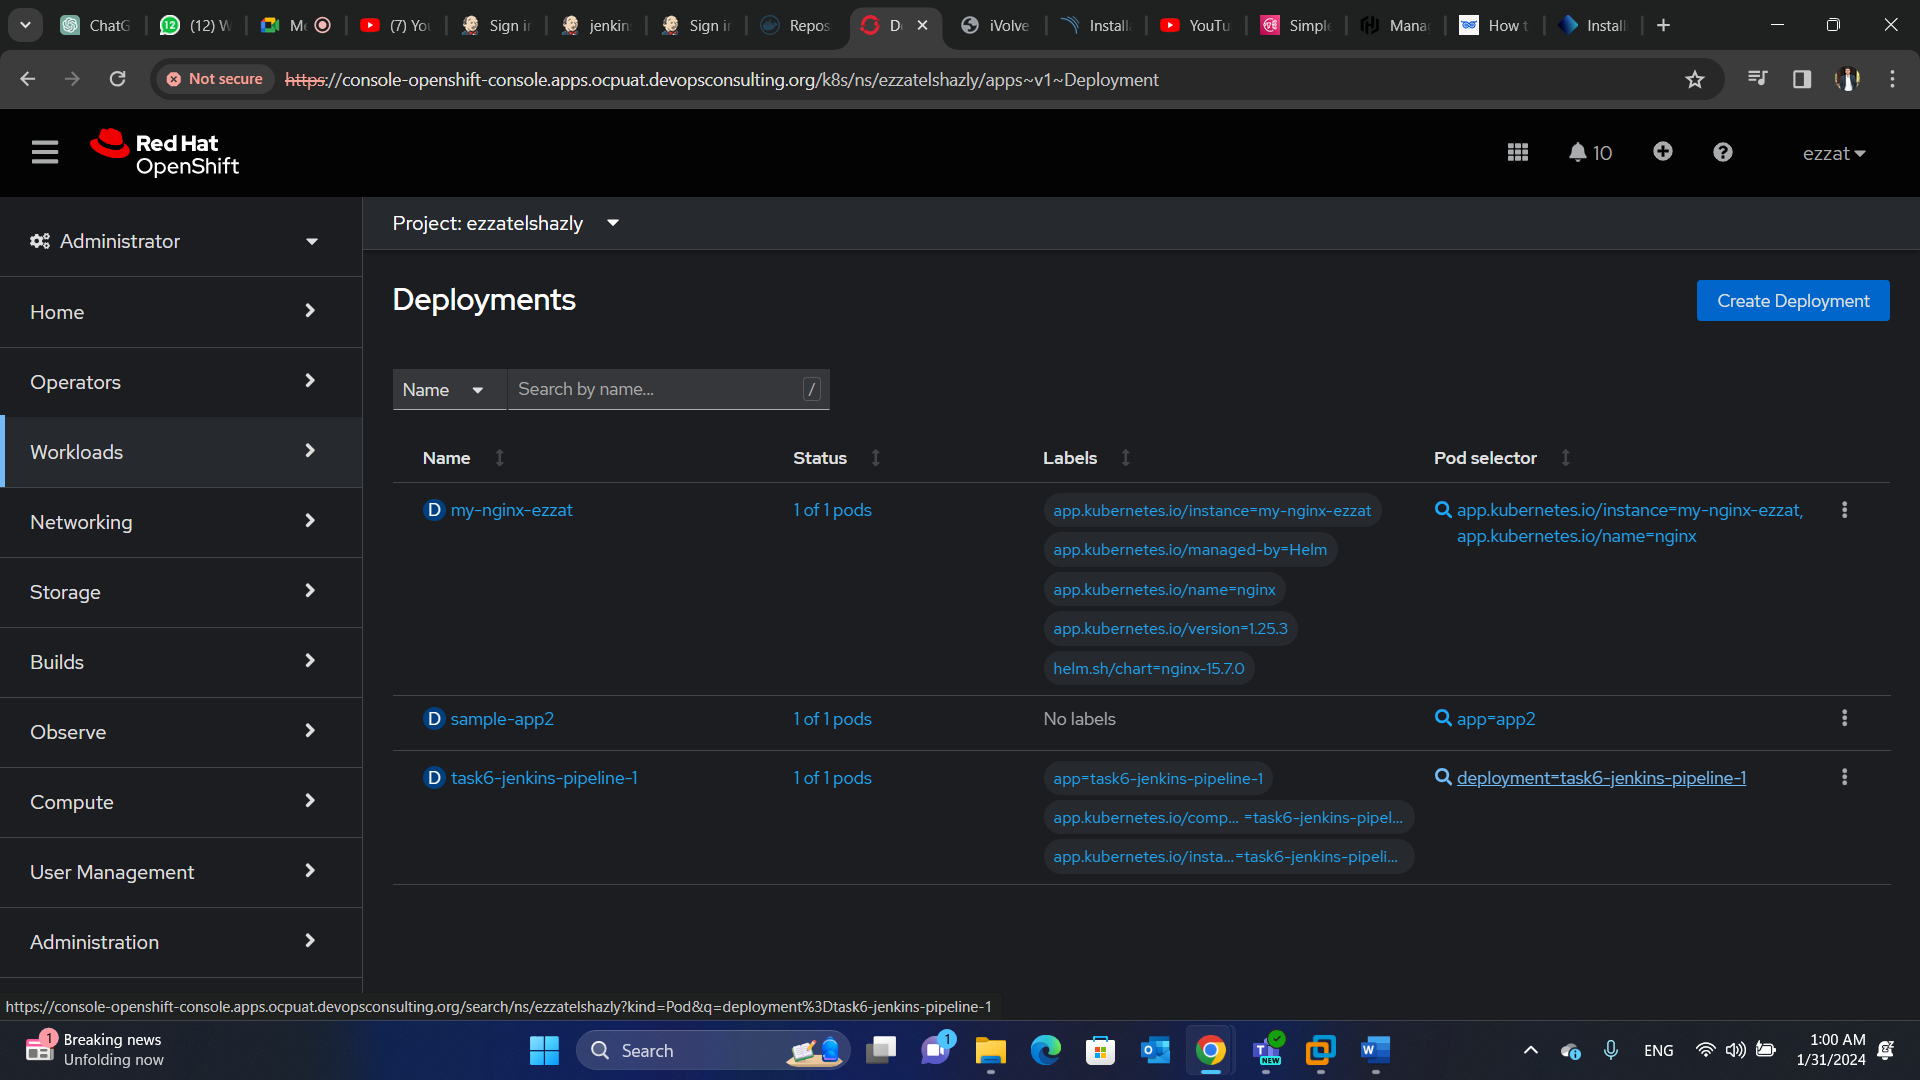 ChatG
(12) W
Me
(7) You
Sign in
jenkin
Sign in
Repos
De
iVolve
Install
YouTu
Simple
Mana
How t
Install
Not secure
https://console-openshift-console.apps.ocpuat.devopsconsulting.org/k8s/ns/ezzatelshazly/apps~v1~Deployment
Red Hat
OpenShift
10
ezzat
Administrator
Home
Operators
Workloads
Networking
Storage
Builds
Observe
Compute
User Management
Administration
Project: ezzatelshazly
Deployments
Create Deployment
Name
Search by name...
/
Name Status Labels Pod selector
D my-nginx-ezzat
1 of 1 pods
app.kubernetes.io/instance=my-nginx-ezzat
app.kubernetes.io/managed-by=Helm
app.kubernetes.io/name=nginx
app.kubernetes.io/version=1.25.3
helm.sh/chart=nginx-15.7.0
app.kubernetes.io/instance=my-nginx-ezzat,
app.kubernetes.io/name=nginx
D sample-app2
1 of 1 pods
No labels
app=app2
D task6-jenkins-pipeline-1
1 of 1 pods
app=task6-jenkins-pipeline-1
app.kubernetes.io/comp... =task6-jenkins-pipel...
app.kubernetes.io/insta...=task6-jenkins-pipeli...
deployment=task6-jenkins-pipeline-1
https://console-openshift-console.apps.ocpuat.devopsconsulting.org/search/ns/ezzatelshazly?kind=Pod&q=deployment%3Dtask6-jenkins-pipeline-1
1
Breaking news
Unfolding now
Search
1
NEW
ENG
1:00 AM
1/31/2024